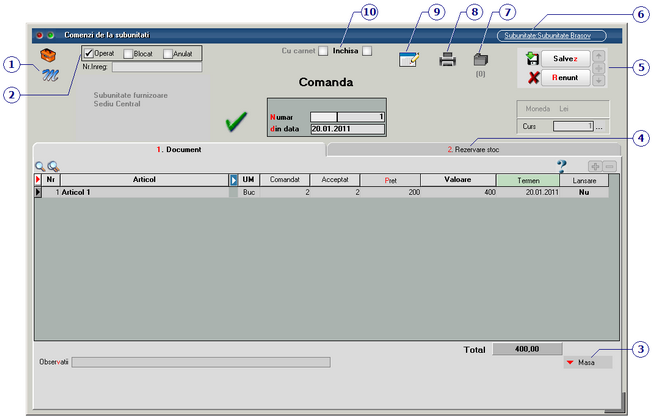 10 9 8 7 6
Comenzi de la subunitati
Subunitate:Subunitate Brasov
1
2
Operat Blocat Anulat
Nr.Inreg:
Cu carnet Inchisa
(0)
Salvez
Renunt
5
Subunitate furnizoare
Sediu Central
Comanda
Numar 1
din data 20.01.2011
Moneda Lei
Curs 1 ...
4
1. Document 2. Rezervare stoc
?
Nr Articol UM Comandat Acceptat Pret Valoare Termen Lansare
1 Articol 1 Buc 2 2 200 400 20.01.2011 Nu
Total 400,00
3
Observatii
Masa